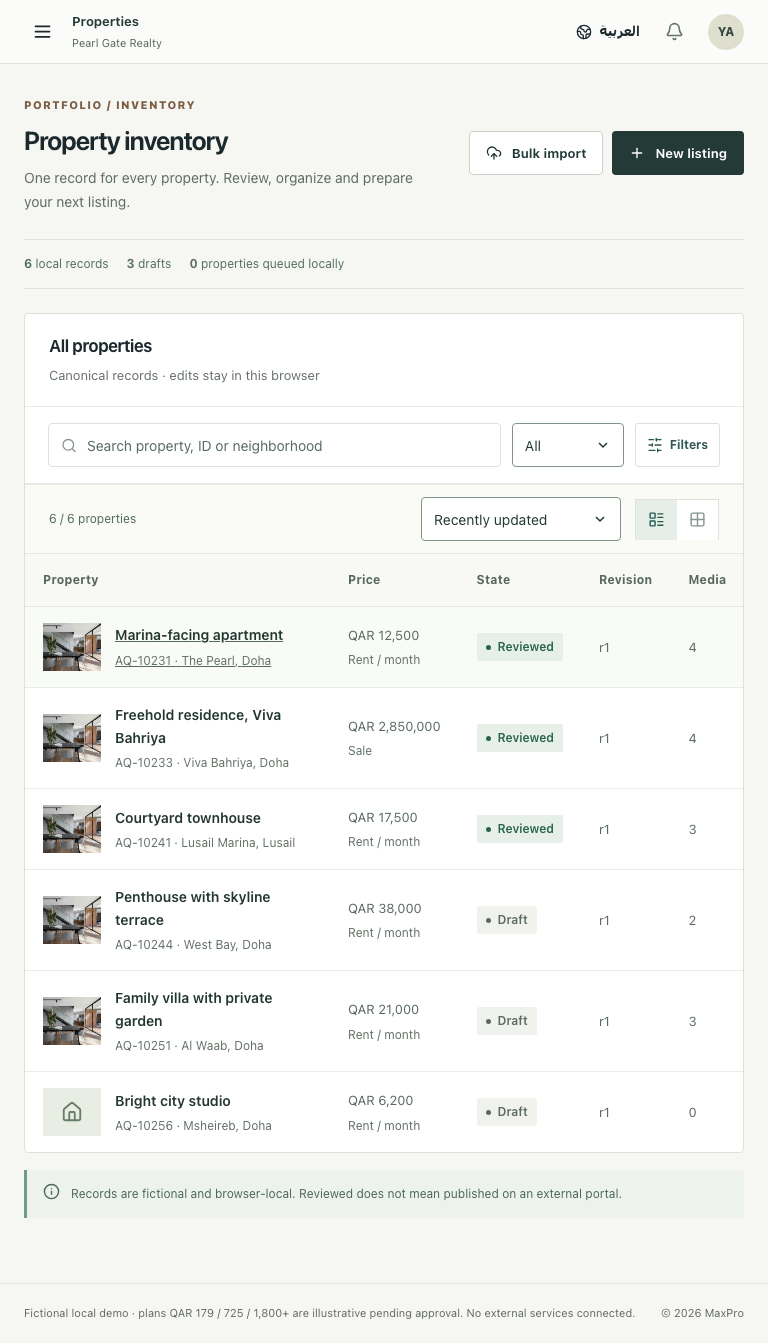 Properties
Pearl Gate Realty
العربية
YA
PORTFOLIO / INVENTORY
Property inventory
One record for every property. Review, organize and prepare
your next listing.
Bulk import
New listing
6 local records 3 drafts 0 properties queued locally
All properties
Canonical records · edits stay in this browser
Search property, ID or neighborhood
All
Filters
6 / 6 properties
Recently updated
Property Price State Revision Media
Marina-facing apartment
AQ-10231 · The Pearl, Doha
QAR 12,500
Rent / month
Reviewed
r1
4
Freehold residence, Viva
Bahriya
AQ-10233 · Viva Bahriya, Doha
QAR 2,850,000
Sale
Reviewed
r1
4
Courtyard townhouse
AQ-10241 · Lusail Marina, Lusail
QAR 17,500
Rent / month
Reviewed
r1
3
Penthouse with skyline
terrace
AQ-10244 · West Bay, Doha
QAR 38,000
Rent / month
Draft
r1
2
Family villa with private
garden
AQ-10251 · Al Waab, Doha
QAR 21,000
Rent / month
Draft
r1
3
Bright city studio
AQ-10256 · Msheireb, Doha
QAR 6,200
Rent / month
Draft
r1
0
Records are fictional and browser-local. Reviewed does not mean published on an external portal.
Fictional local demo · plans QAR 179 / 725 / 1,800+ are illustrative pending approval. No external services connected.
© 2026 MaxPro